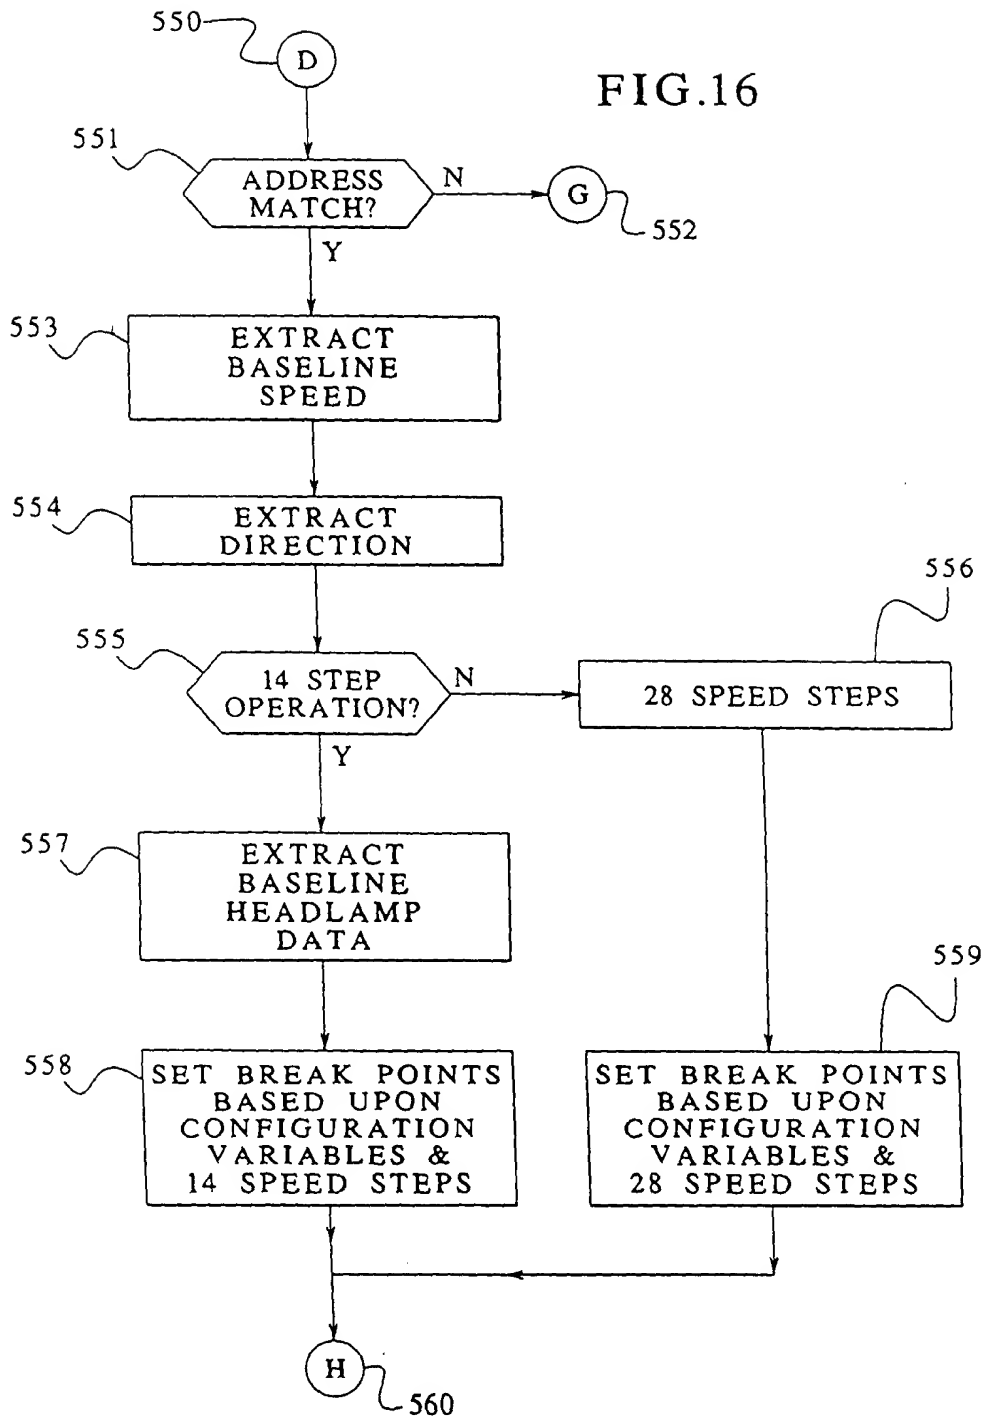 550
D
FIG.16
551
ADDRESS
MATCH?
N
G
552
Y
553
EXTRACT
BASELINE
SPEED
554
EXTRACT
DIRECTION
556
555
14 STEP
OPERATION?
N
28 SPEED STEPS
Y
557
EXTRACT
BASELINE
HEADLAMP
DATA
559
558
SET BREAK POINTS
BASED UPON
CONFIGURATION
VARIABLES &
14 SPEED STEPS
SET BREAK POINTS
BASED UPON
CONFIGURATION
VARIABLES &
28 SPEED STEPS
H
560